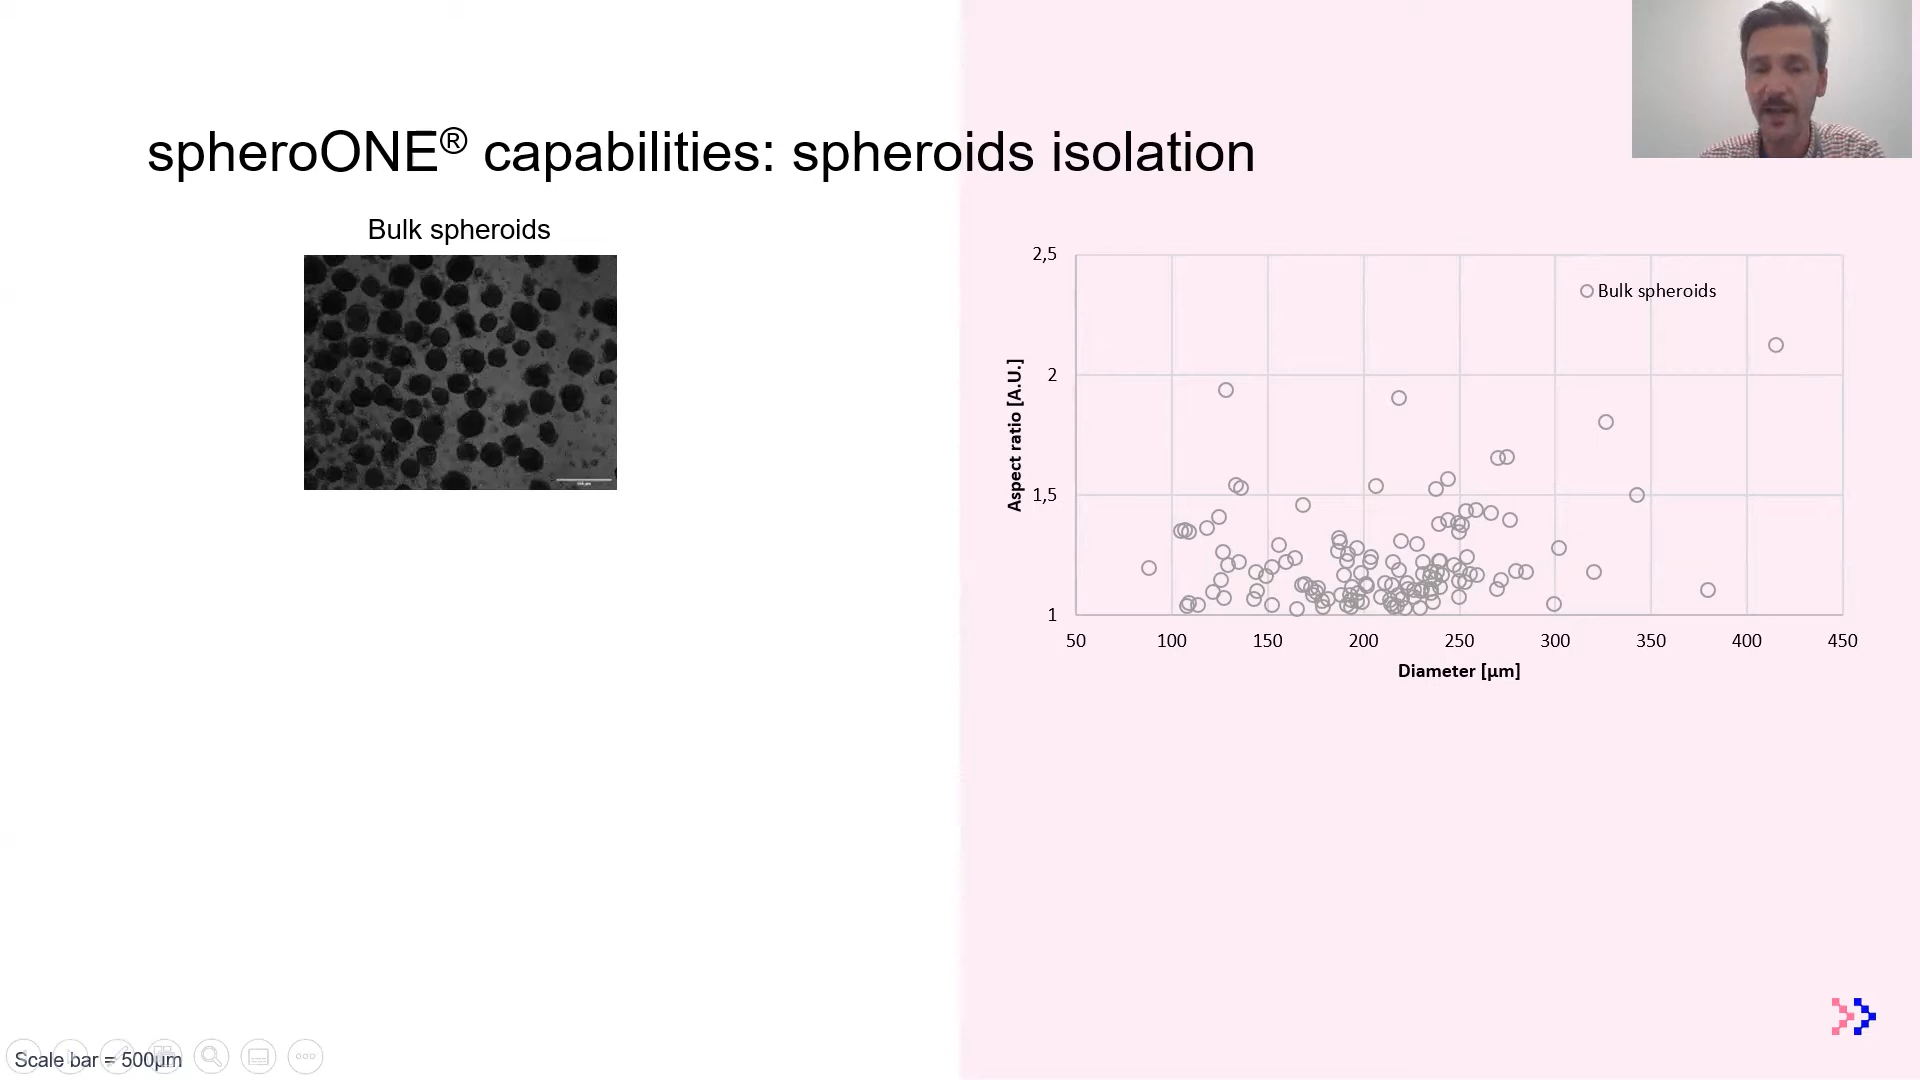 spheroONE® capabilities: spheroids isolation
Bulk spheroids
2,5
2
1,5
1
Aspect ratio [A.U.]
Bulk spheroids
50 100 150 200 250 300 350 400 450
Diameter [µm]
Scale bar = 500µm